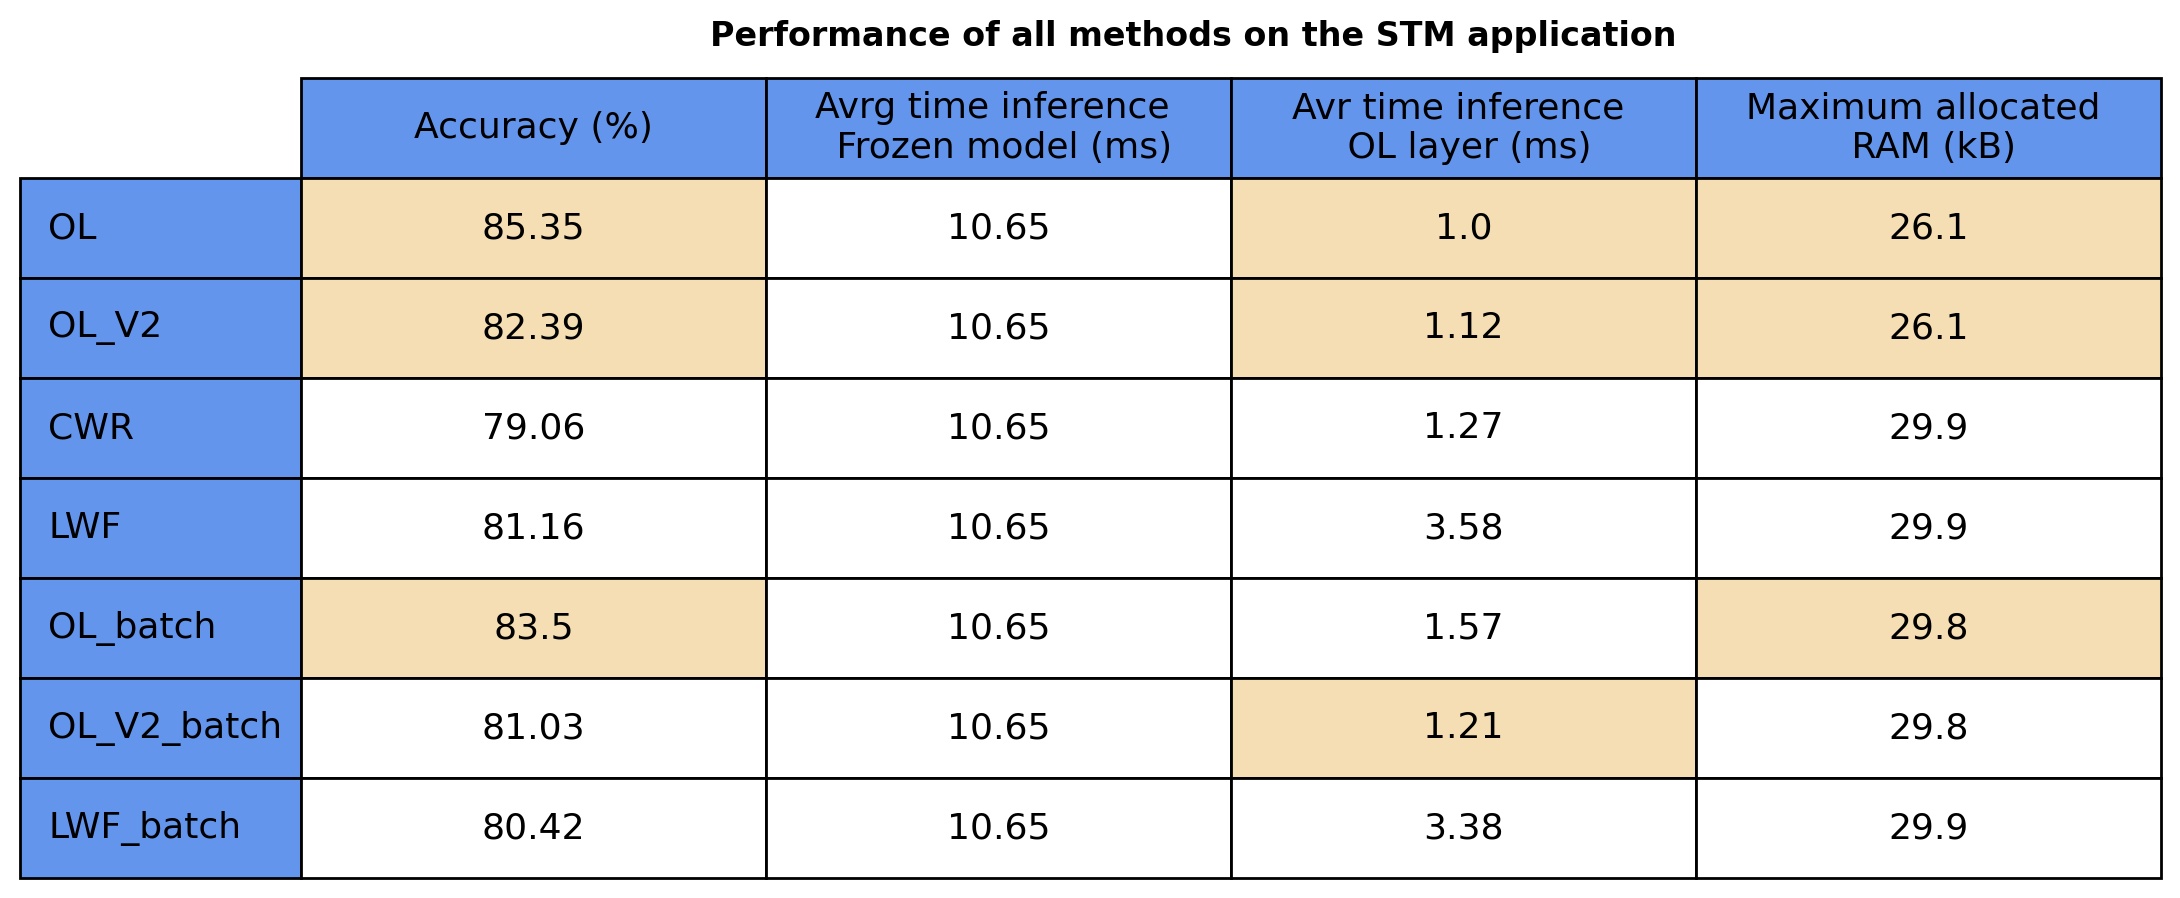 Performance of all methods on the STM application
Accuracy (%) Avrg time inference Frozen model (ms) Avr time inference OL layer (ms) Maximum allocated RAM (kB)
OL 85.35 10.65 1.0 26.1
OL_V2 82.39 10.65 1.12 26.1
CWR 79.06 10.65 1.27 29.9
LWF 81.16 10.65 3.58 29.9
OL_batch 83.5 10.65 1.57 29.8
OL_V2_batch 81.03 10.65 1.21 29.8
LWF_batch 80.42 10.65 3.38 29.9